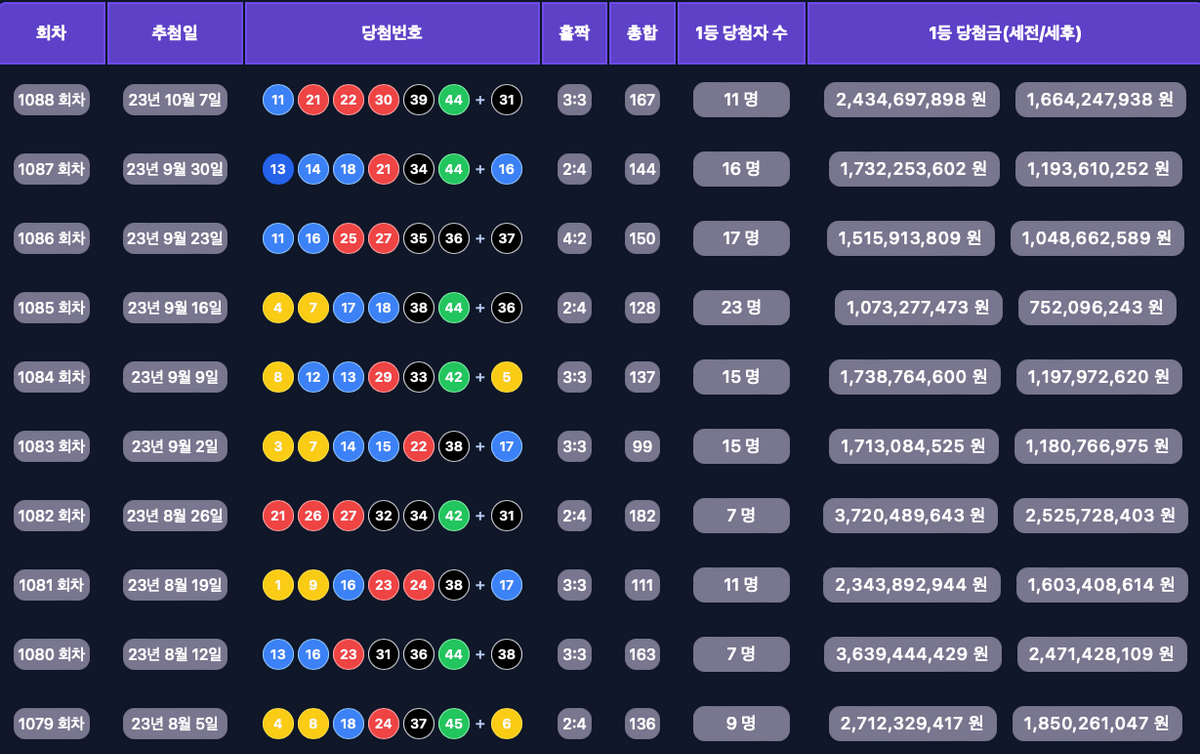 회차 추첨일 당첨번호 홀짝 총합 1등 당첨자 수 1등 당첨금(세전/세후)
1088 회차 23년 10월 7일 11 21 22 30 39 44 + 31 3:3 167 11 명 2,434,697,898 원 1,664,247,938 원
1087 회차 23년 9월 30일 13 14 18 21 34 44 + 16 2:4 144 16 명 1,732,253,602 원 1,193,610,252 원
1086 회차 23년 9월 23일 11 16 25 27 35 36 + 37 4:2 150 17 명 1,515,913,809 원 1,048,662,589 원
1085 회차 23년 9월 16일 4 7 17 18 38 44 + 36 2:4 128 23 명 1,073,277,473 원 752,096,243 원
1084 회차 23년 9월 9일 8 12 13 29 33 42 + 5 3:3 137 15 명 1,738,764,600 원 1,197,972,620 원
1083 회차 23년 9월 2일 3 7 14 15 22 38 + 17 3:3 99 15 명 1,713,084,525 원 1,180,766,975 원
1082 회차 23년 8월 26일 21 26 27 32 34 42 + 31 2:4 182 7 명 3,720,489,643 원 2,525,728,403 원
1081 회차 23년 8월 19일 1 9 16 23 24 38 + 17 3:3 111 11 명 2,343,892,944 원 1,603,408,614 원
1080 회차 23년 8월 12일 13 16 23 31 36 44 + 38 3:3 163 7 명 3,639,444,429 원 2,471,428,109 원
1079 회차 23년 8월 5일 4 8 18 24 37 45 + 6 2:4 136 9 명 2,712,329,417 원 1,850,261,047 원